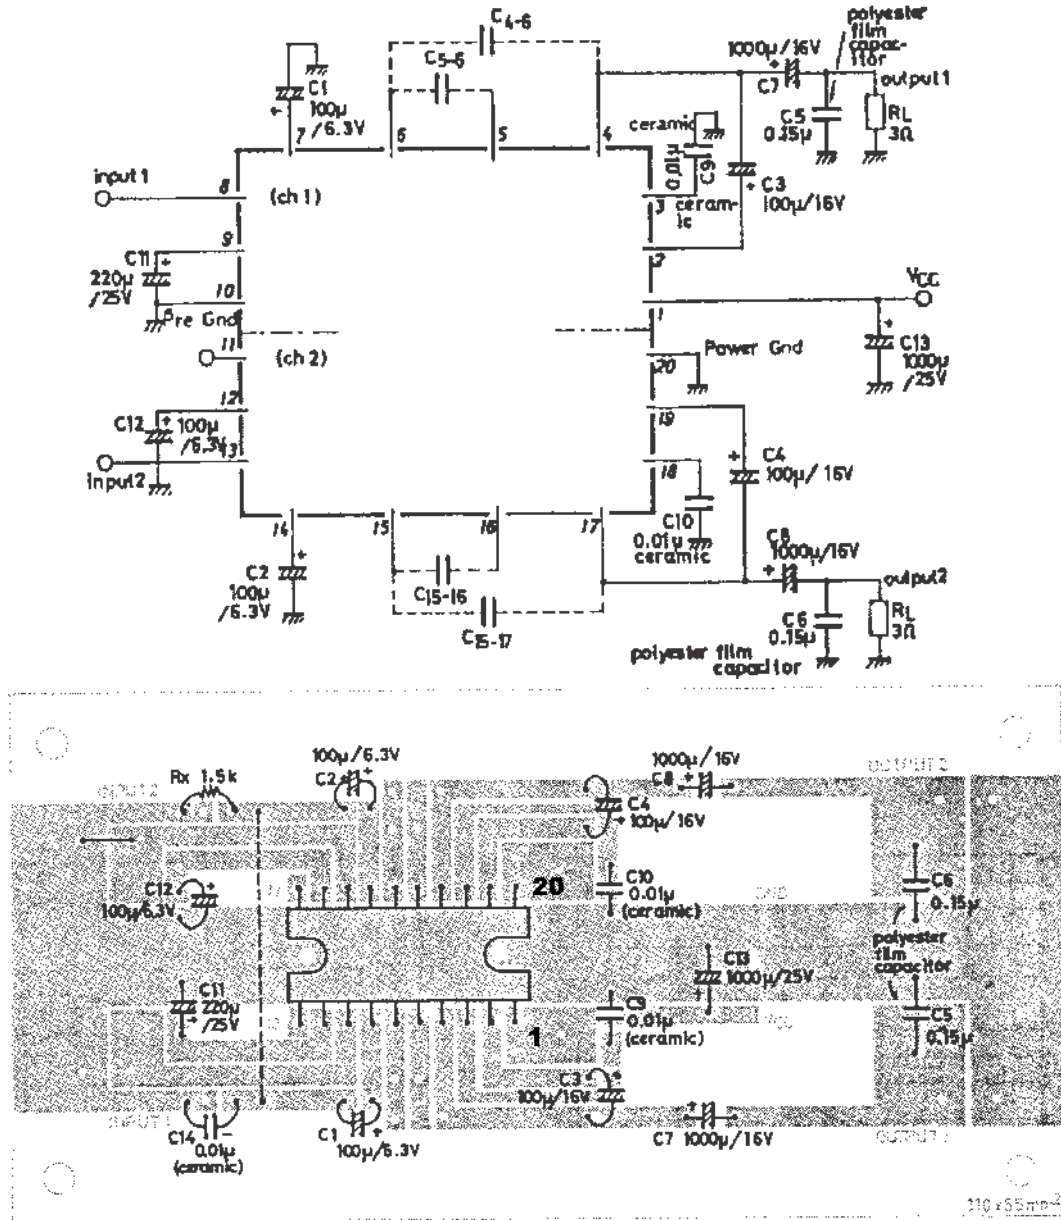 C4-6
polyester
film
capac-
itor
1000µ/16V
C7
output1
C5-6
C1
100µ
/6.3V
7
6
5
4
ceramic
0.01µ
C9
C5
0.15µ
RL
3Ω
input1
8
(ch 1)
3
ceram-
ic
C3
100µ/16V
9
2
C11
220µ
/25V
10
Pre Gnd
1
VCC
11
(ch 2)
Power Gnd
20
C13
1000µ
/25V
12
19
C12
100µ
/6.3V
13
Input2
18
C4
100µ/16V
14
15
16
17
C10
0.01µ
ceramic
1000µ/16V
C2
100µ
/6.3V
C15-16
C15-17
output2
C6
0.15µ
RL
3Ω
polyester film
capacitor
100µ/6.3V
C2
1000µ/16V
C8
OUTPUT2
Rx 1.5k
INPUT2
C4
100µ/16V
C12
100µ/6.3V
20
C10
0.01µ
(ceramic)
GND
C6
0.15µ
polyester
film
capacitor
C11
220µ
/25V
C13
1000µ/25V
1
C9
0.01µ
(ceramic)
VCC
C5
0.15µ
C3
100µ/16V
INPUT1
C14
0.01µ
(ceramic)
C1
100µ/6.3V
C7 1000µ/16V
OUTPUT1
110x55mm2